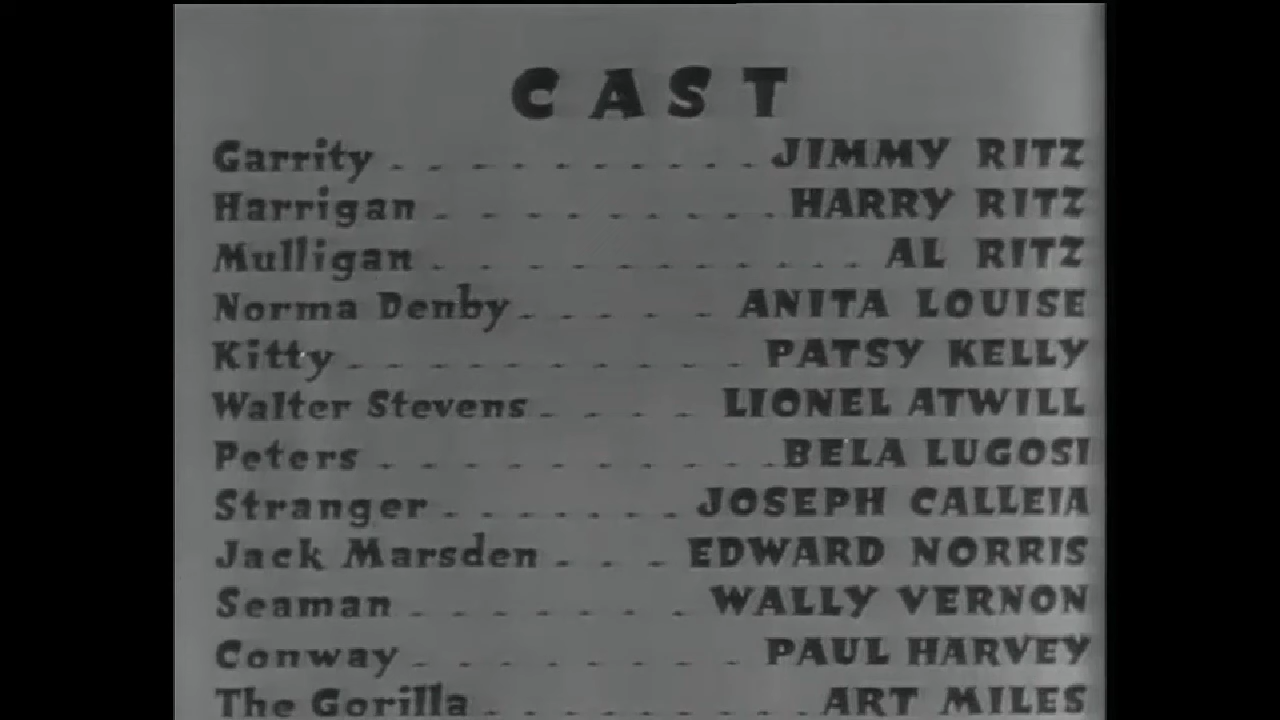 CAST
Garrity . . . . . . . . . . JIMMY RITZ
Harrigan . . . . . . . . . HARRY RITZ
Mulligan . . . . . . . . . . . AL RITZ
Norma Denby . . . . . ANITA LOUISE
Kitty . . . . . . . . . . PATSY KELLY
Walter Stevens . . . . LIONEL ATWILL
Peters . . . . . . . . . . BELA LUGOSI
Stranger . . . . . . . JOSEPH CALLEIA
Jack Marsden . . . EDWARD NORRIS
Seaman . . . . . . . WALLY VERNON
Conway . . . . . . . . PAUL HARVEY
The Gorilla . . . . . . . . ART MILES